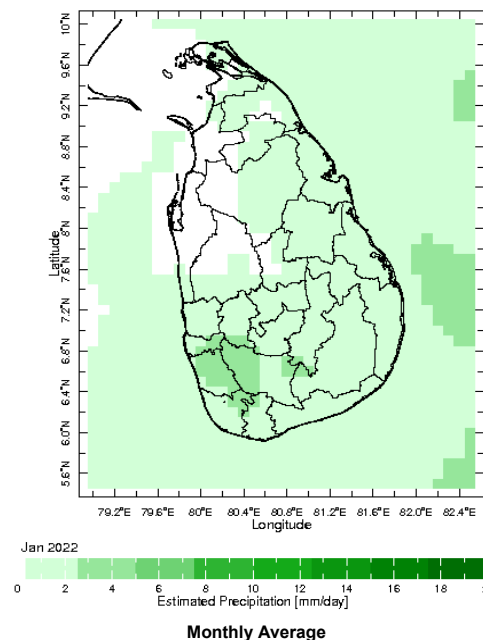 10°N
9.6°N
9.2°N
8.8°N
8.4°N
8°N
7.6°N
7.2°N
6.8°N
6.4°N
6.0°N
5.6°N
Latitude
79.2°E 79.6°E 80°E 80.4°E 80.8°E 81.2°E 81.6°E 82.0°E 82.4°E
Longitude
Jan 2022
0 2 4 6 8 10 12 14 16 18
Estimated Precipitation [mm/day]
Monthly Average